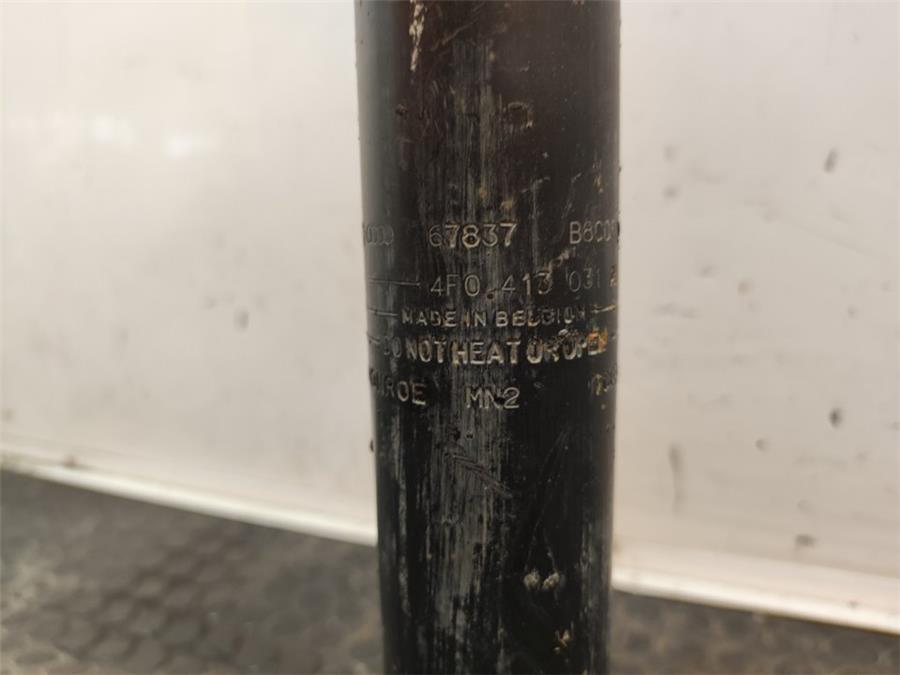 67837
4F0.413 031
MADE IN BELGIUM
DO NOT HEAT OR OPEN
MN2